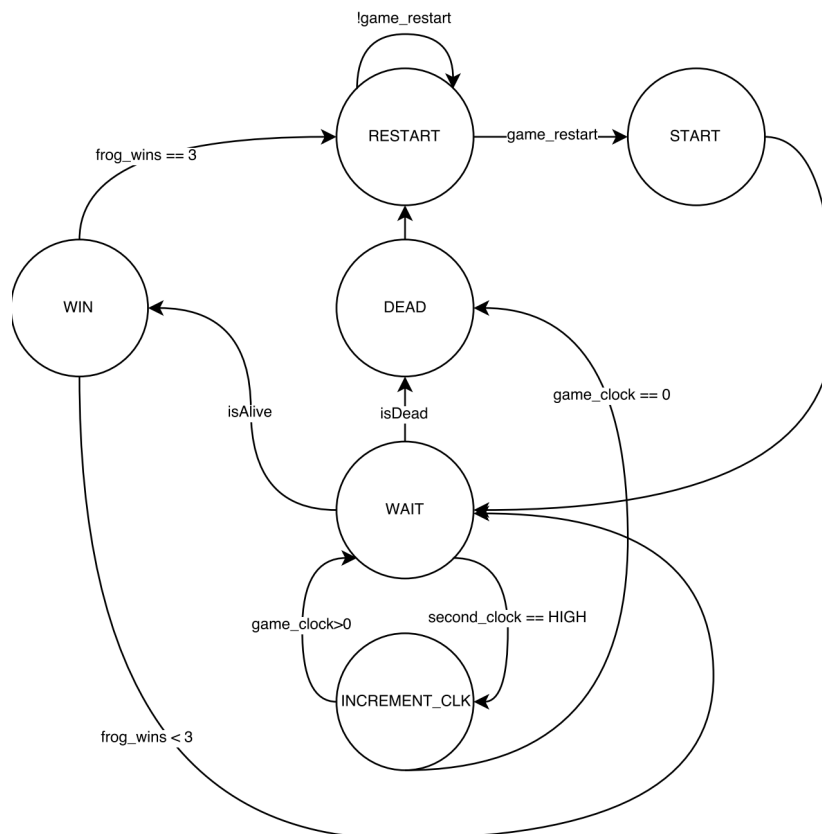 !game_restart
RESTART
game_restart
START
frog_wins == 3
WIN
DEAD
game_clock == 0
isAlive
isDead
WAIT
game_clock>0
second_clock == HIGH
INCREMENT_CLK
frog_wins < 3